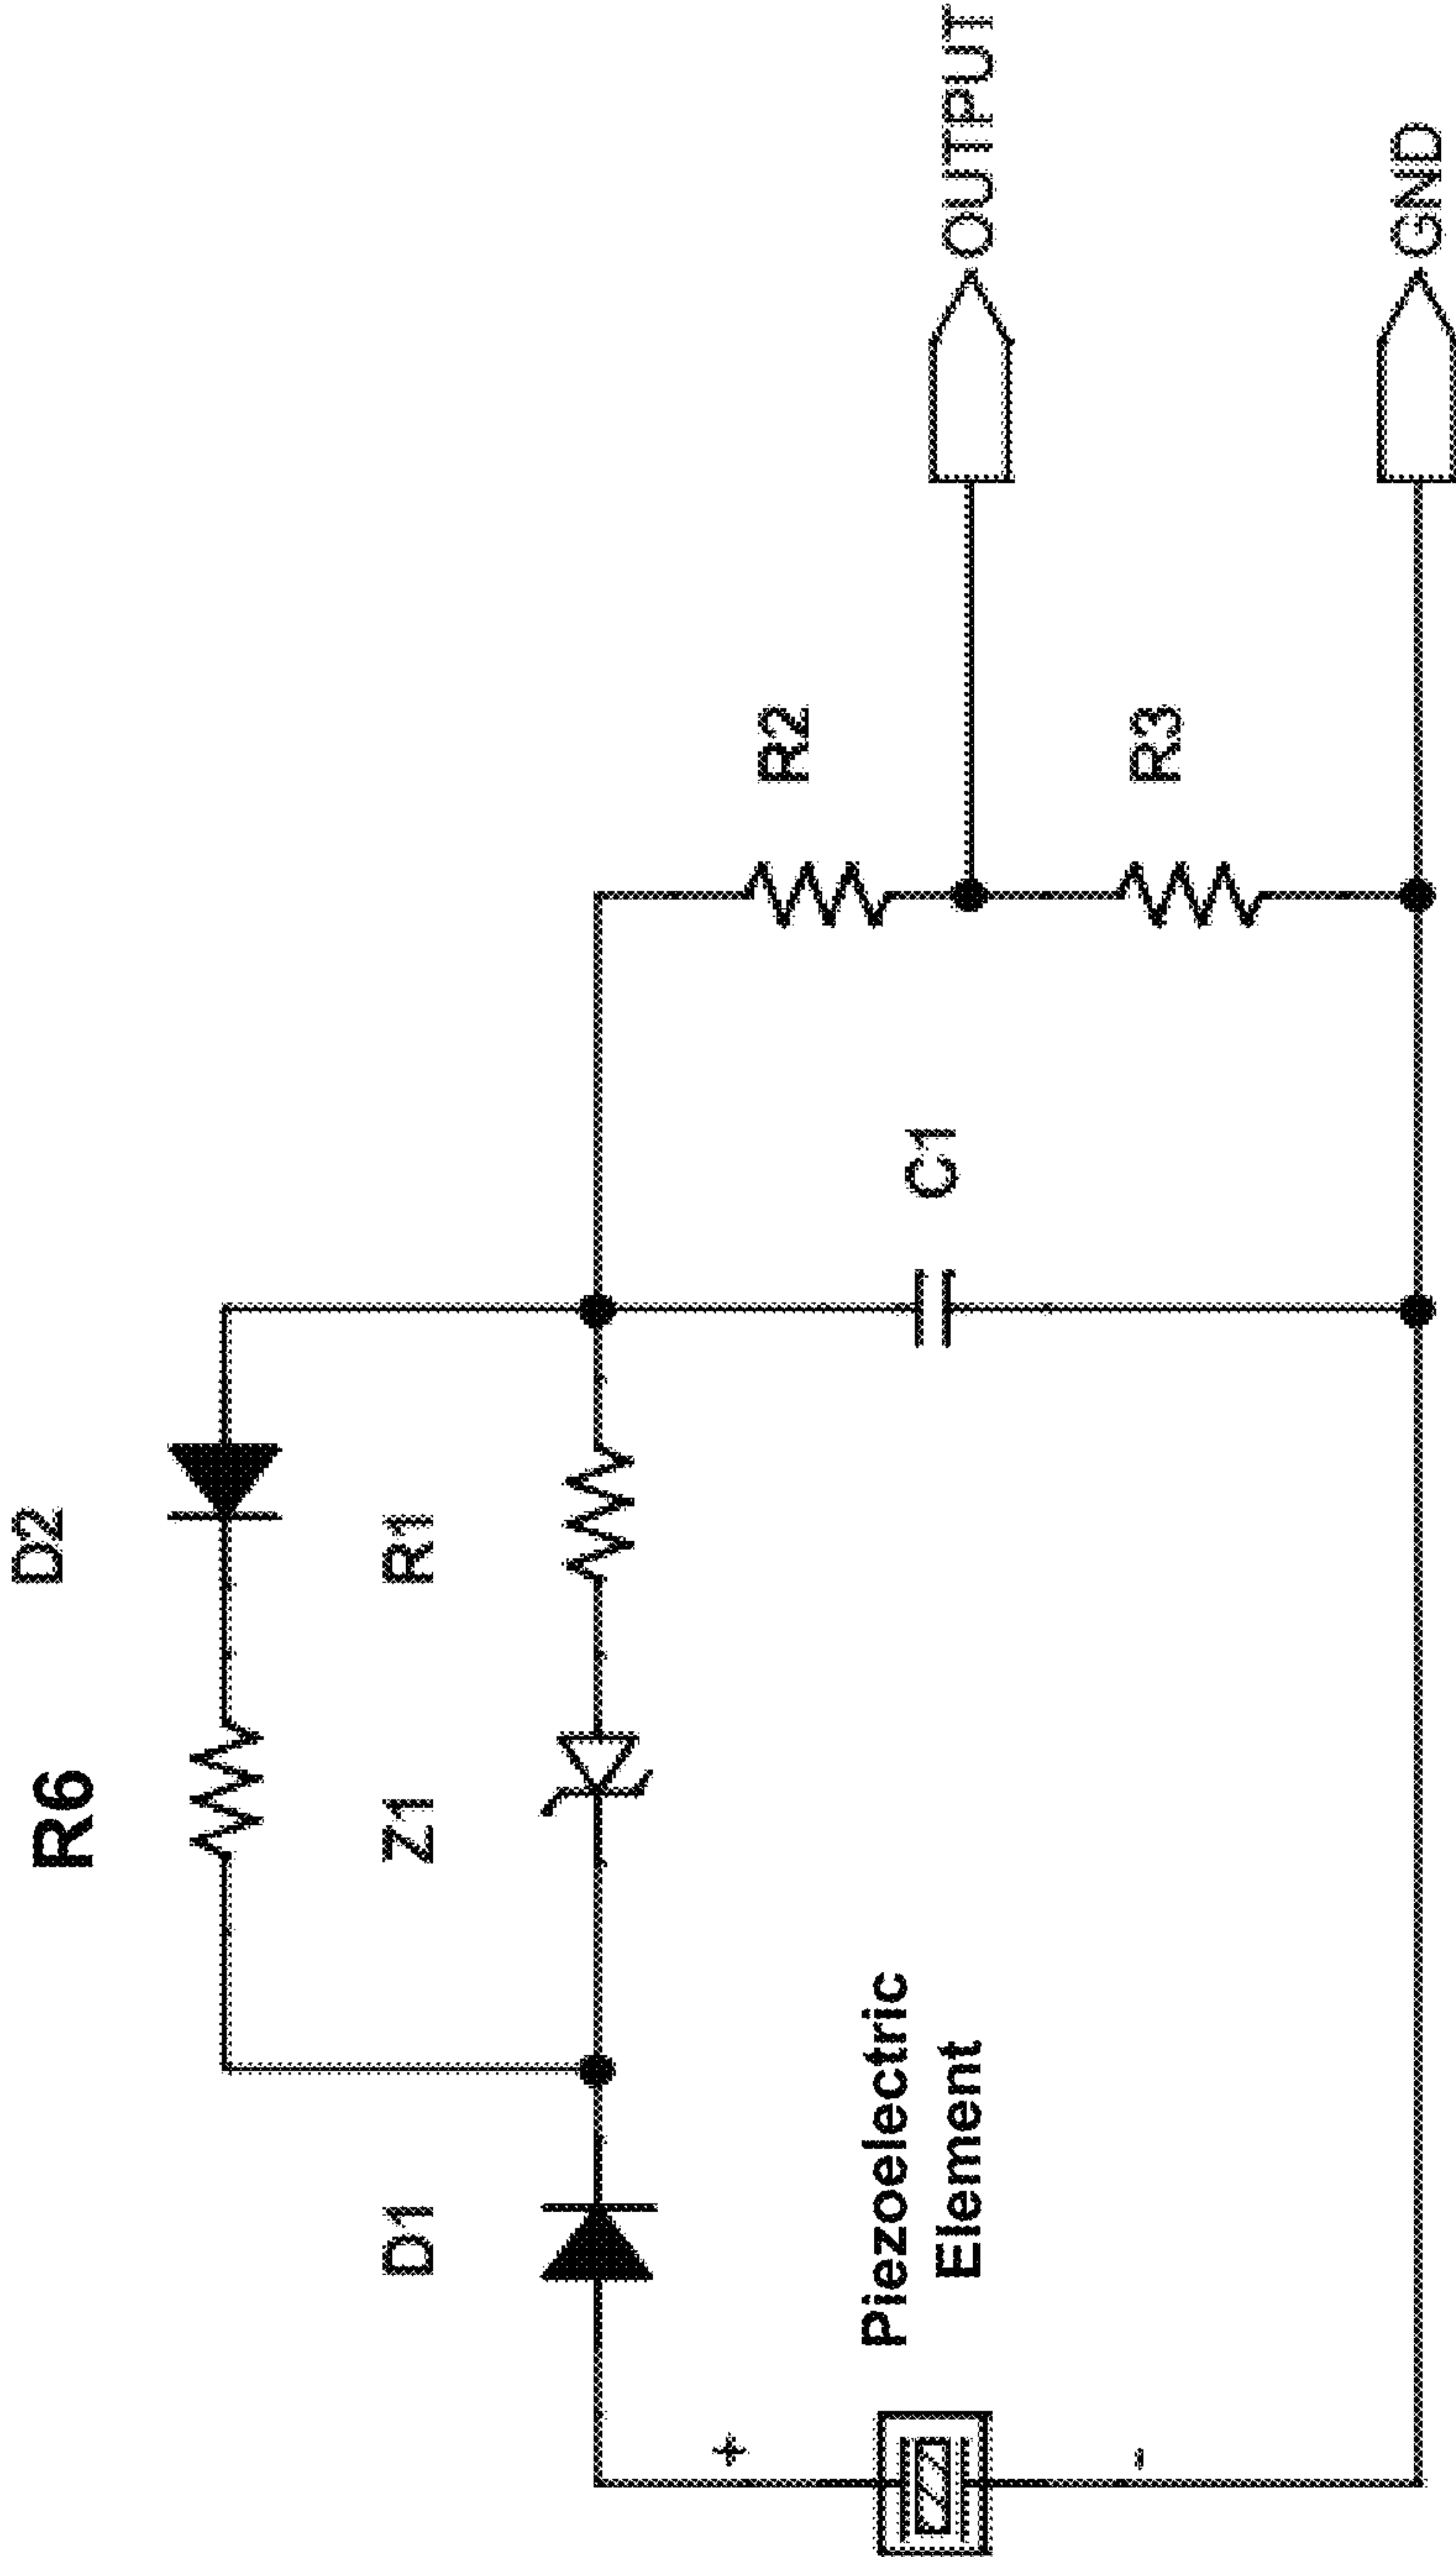 R6
D2
D1
Z1
R1
+
Piezoelectric
Element
-
C1
R2
R3
OUTPUT
GND